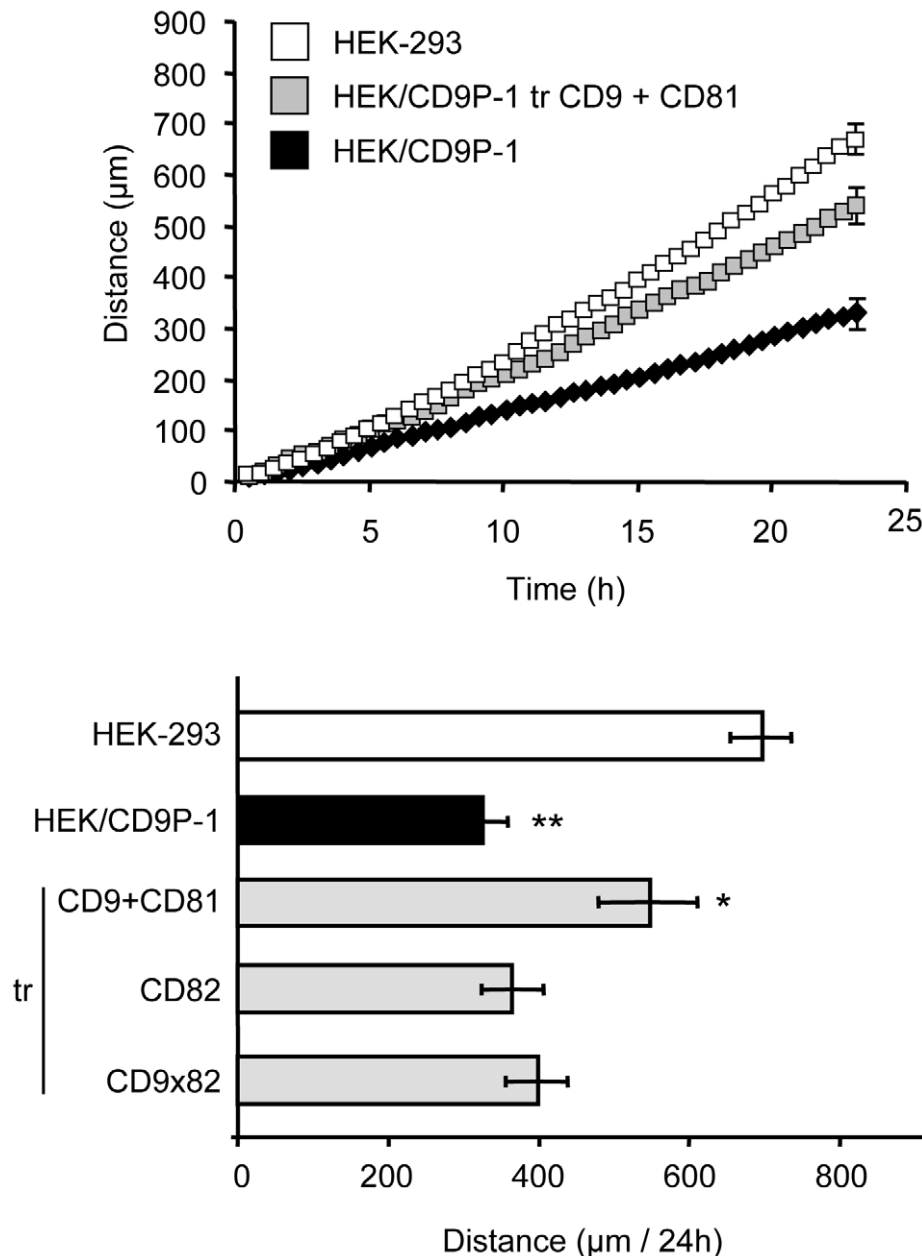 900
800
700
600
500
400
300
200
100
0
Distance (µm)
HEK-293
HEK/CD9P-1 tr CD9 + CD81
HEK/CD9P-1
0 5 10 15 20 25
Time (h)
HEK-293
HEK/CD9P-1
**
CD9+CD81
*
tr
CD82
CD9x82
0 200 400 600 800
Distance (µm / 24h)